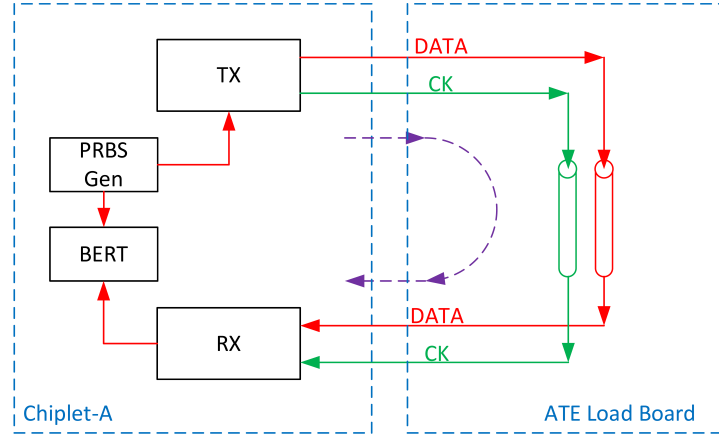 DATA
TX
CK
PRBS
Gen
BERT
DATA
RX
CK
Chiplet-A
ATE Load Board